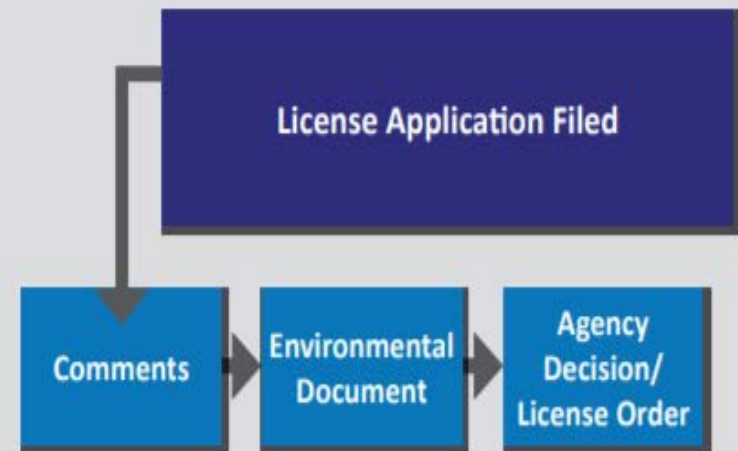 License Application Filed
Comments
Environmental
Document
Agency
Decision/
License Order